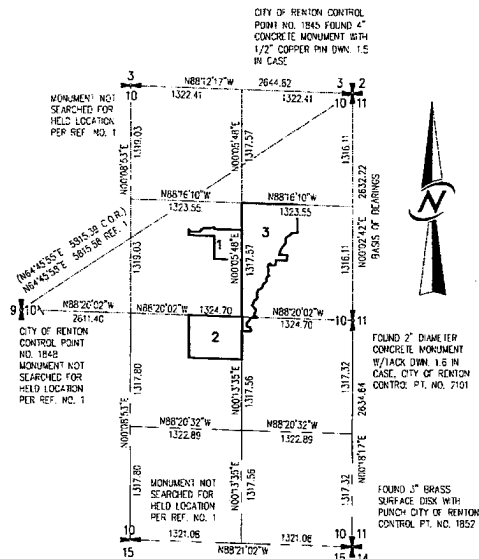 CITY OF RENTON CONTROL
POINT NO. 1845 FOUND 4"
CONCRETE MONUMENT WITH
1/2" COPPER PIN DWN. 1.5
IN CASE
3
N88°12'17"W
2644.82
3
2
1322.41
1322.41
10
10
11
MONUMENT NOT
SEARCHED FOR
HELD LOCATION
PER REF. NO. 1
1319.03
N00°08'53"E
1319.03
N00°05'48"E
1317.57
1316.11
2632.22
N88°16'10"W
1323.55
N88°16'10"W
1323.55
3
1
N00°05'48"E
1317.57
N00°02'42"E
1316.11
BASIS OF BEARINGS
N
(N64°45'55"E 5815.39 C.O.R.)
N64°45'58"E 5815.58 REF. 1
9
10
N88°20'02"W
2611.40
N88°20'02"W
1324.70
N88°20'02"W
1324.70
10
11
CITY OF RENTON
CONTROL POINT
NO. 1848
MONUMENT NOT
SEARCHED FOR
HELD LOCATION
PER REF. NO. 1
2
FOUND 2" DIAMETER
CONCRETE MONUMENT
W/TACK DWN. 1.6 IN
CASE, CITY OF RENTON
CONTROL PT. NO. 2101
1317.80
N00°08'53"E
1317.80
N00°13'35"E
1317.56
N00°13'35"E
1317.56
1317.32
2634.64
N00°18'17"E
1317.32
N88°20'32"W
1322.89
N88°20'32"W
1322.89
MONUMENT NOT
SEARCHED FOR
HELD LOCATION
PER REF. NO. 1
FOUND 3" BRASS
SURFACE DISK WITH
PUNCH CITY OF RENTON
CONTROL PT. NO. 1852
10
1321.08
1321.08
10
11
15
N88°21'02"W
15
14